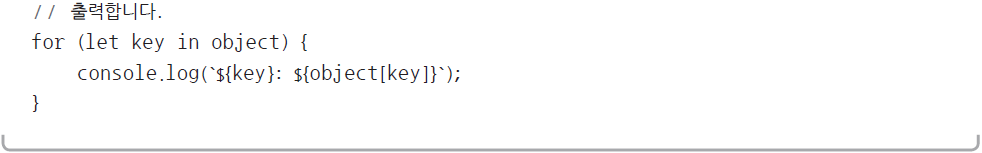 // 출력합니다.
for (let key in object) {
    console.log(`${key}: ${object[key]}`);
}